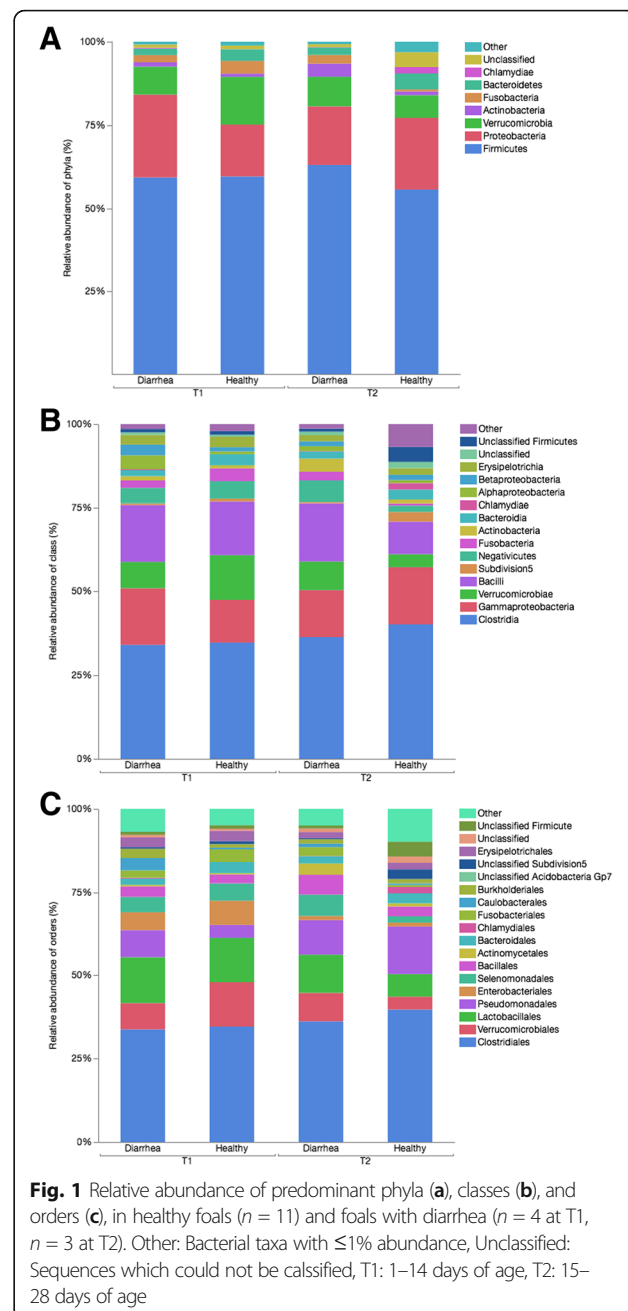 A
100%
75%
50%
25%
Relative abundance of phyla (%)
Diarrhea
Healthy
Diarrhea
Healthy
T1
T2
Other
Unclassified
Chlamydiae
Bacteroidetes
Fusobacteria
Actinobacteria
Verrucomicrobia
Proteobacteria
Firmicutes
B
100%
75%
50%
25%
0%
Relative abundance of class (%)
Diarrhea
Healthy
Diarrhea
Healthy
T1
T2
Other
Unclassified Firmicutes
Unclassified
Erysipelotrichia
Betaproteobacteria
Alphaproteobacteria
Chlamydiae
Bacteroidia
Actinobacteria
Fusobacteria
Negativicutes
Subdivision5
Bacilli
Verrucomicrobiae
Gammaproteobacteria
Clostridia
C
100%
75%
50%
25%
0%
Relative abdoundance of orders (%)
Diarrhea
Healthy
Diarrhea
Healthy
T1
T2
Other
Unclassified Firmicute
Unclassified
Erysipelotrichales
Unclassified Subdivision5
Unclassified Acidobacteria Gp7
Burkholderiales
Caulobacterales
Fusobacteriales
Chlamydiales
Bacteroidales
Actinomycetales
Bacillales
Selenomonadales
Enterobacteriales
Pseudomonadales
Lactobacillales
Verrucomicrobiales
Clostridiales
Fig. 1 Relative abundance of predominant phyla (a), classes (b), and
orders (c), in healthy foals (n = 11) and foals with diarrhea (n = 4 at T1,
n = 3 at T2). Other: Bacterial taxa with ≤1% abundance, Unclassified:
Sequences which could not be calssified, T1: 1–14 days of age, T2: 15–
28 days of age